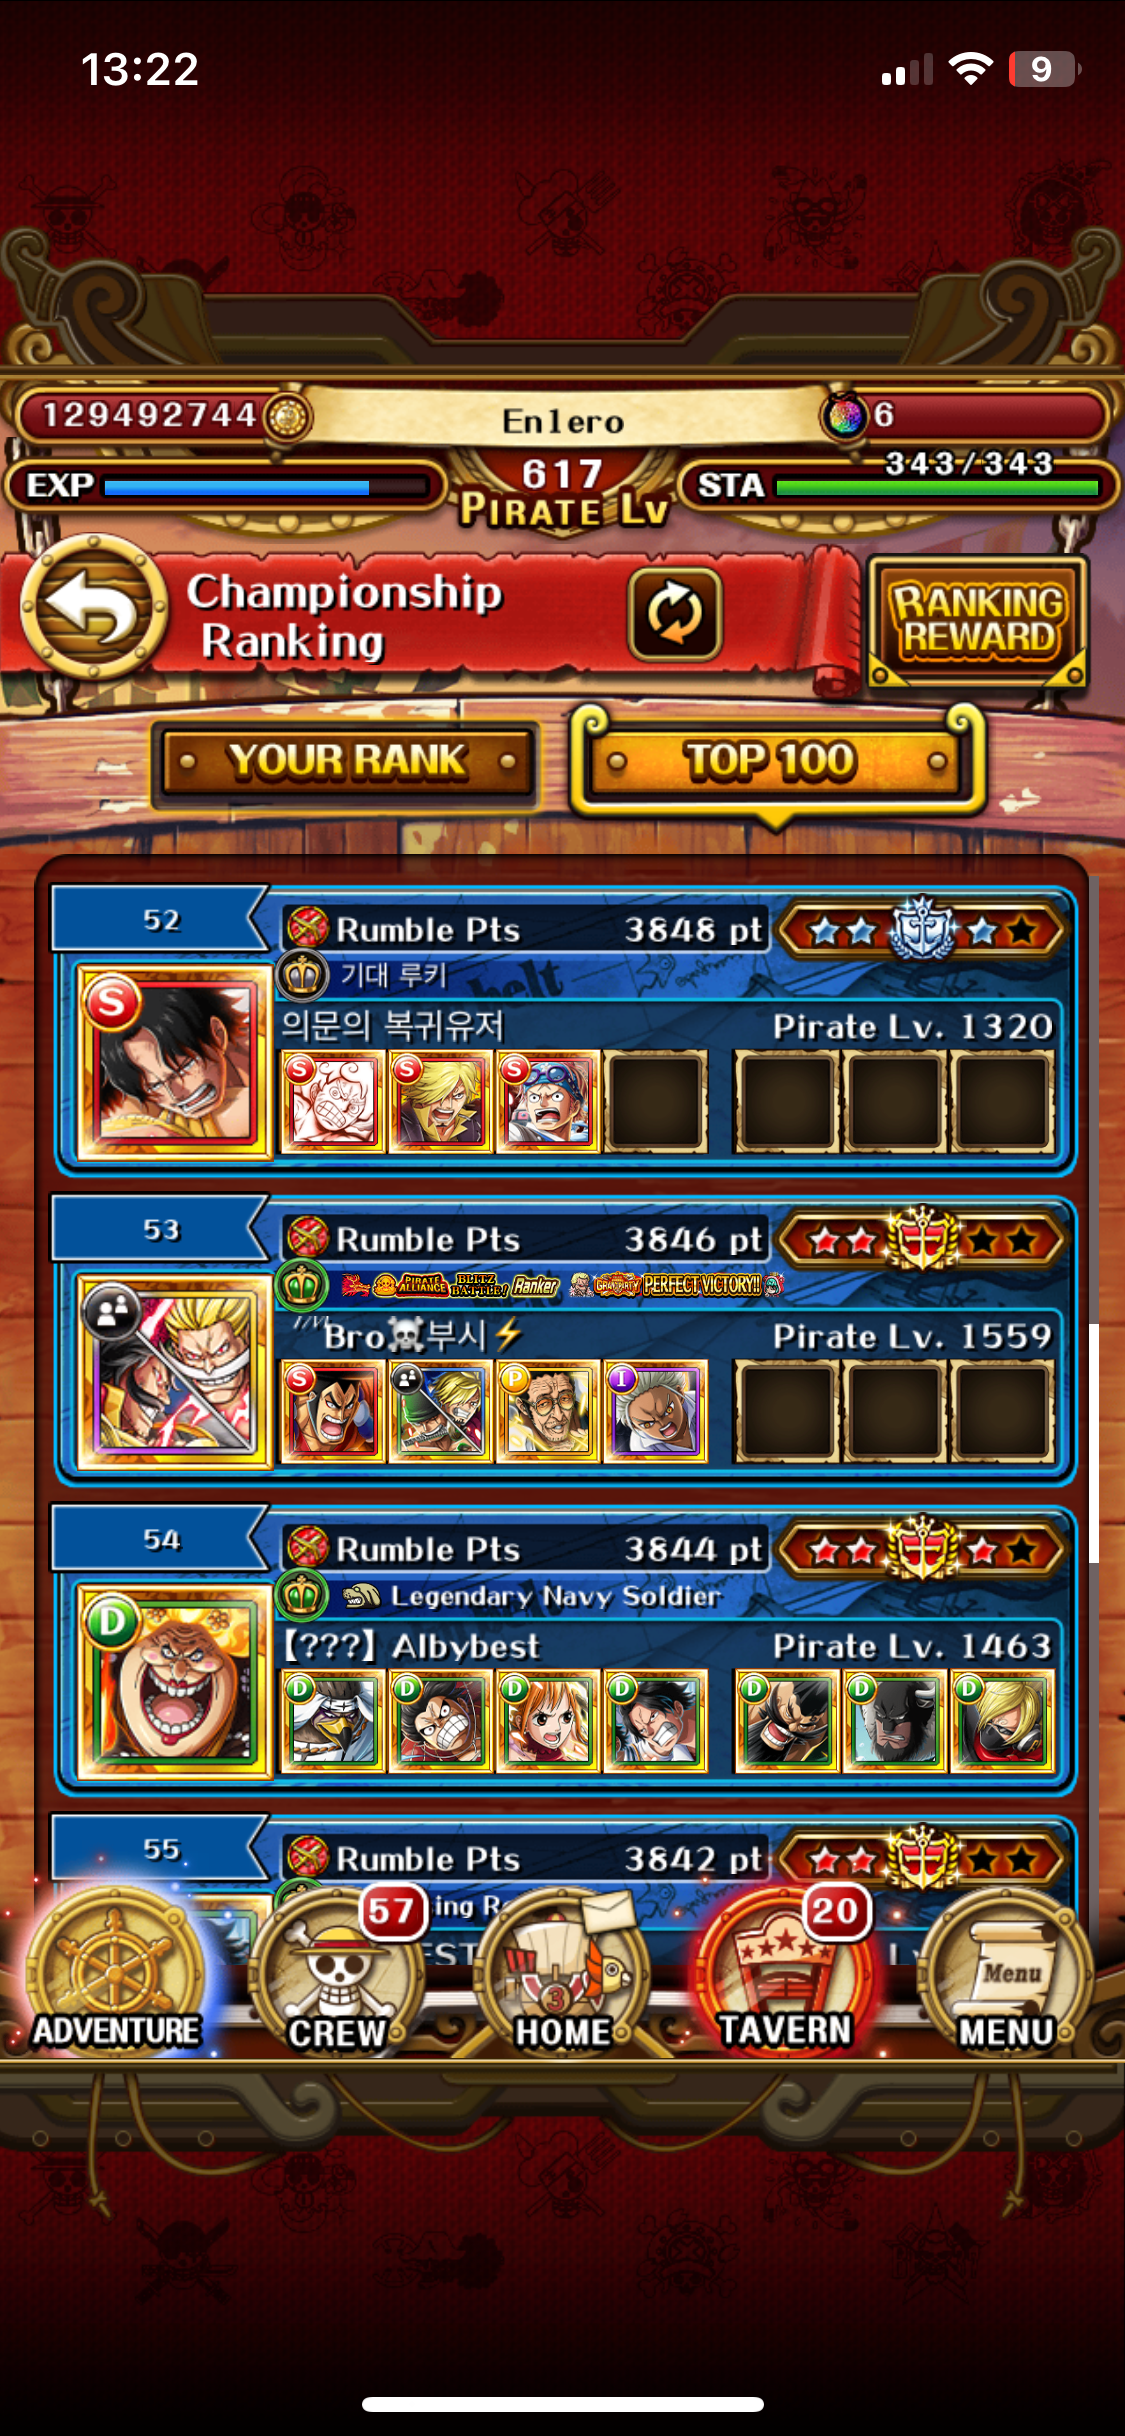 13:22
9
129492744
En1ero
6
EXP
617
PIRATE Lv
STA
343/343
Championship
Ranking
RANKING
REWARD
YOUR RANK
TOP 100
52
Rumble Pts 3848 pt
기대 루키
의문의 복귀유저 Pirate Lv. 1320
S
S
S
S
53
Rumble Pts 3846 pt
PIRATE ALLIANCE BLITZ BATTLE! Ranker GRAND PARTY PERFECT VICTORY!!
Bro☠부시⚡ Pirate Lv. 1559
S
P
I
54
Rumble Pts 3844 pt
Legendary Navy Soldier
【???】Albybest Pirate Lv. 1463
D
D
D
D
D
D
D
D
55
Rumble Pts 3842 pt
57
20
3
Menu
ADVENTURE
CREW
HOME
TAVERN
MENU